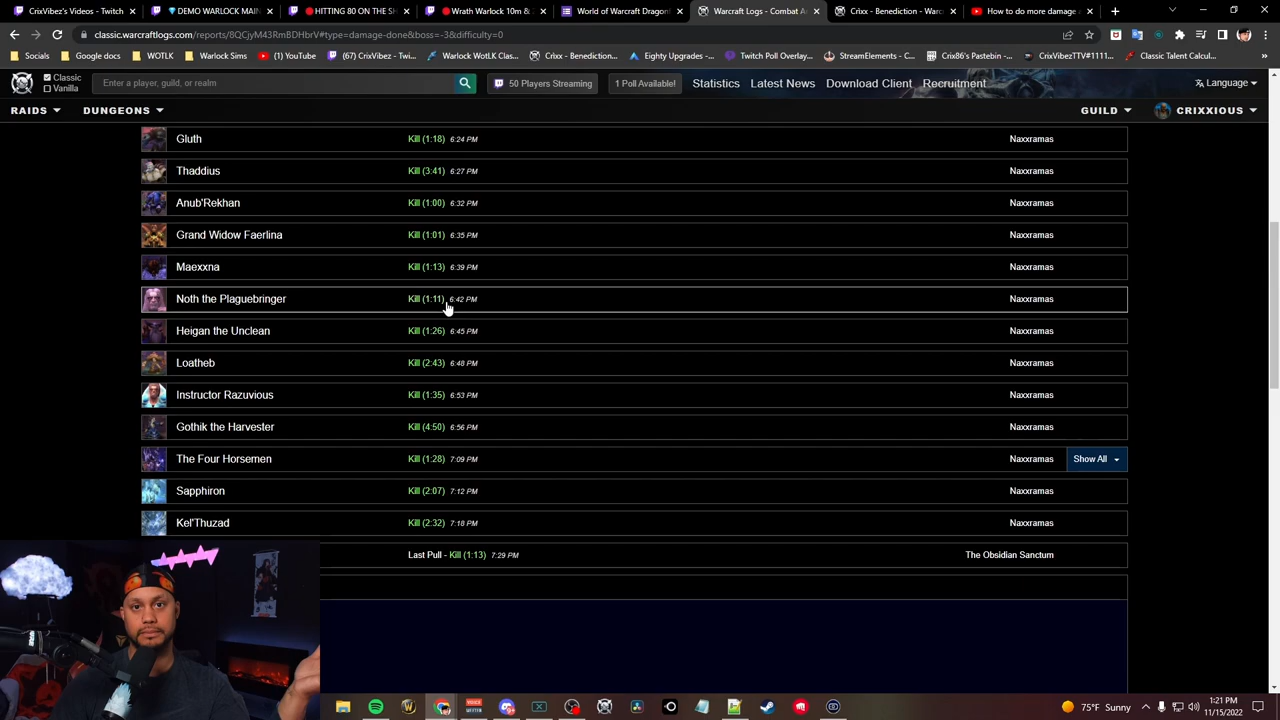 CrixVibez's Videos - Twitch
DEMO WARLOCK MAIN
HITTING 80 ON THE SH
Wrath Warlock 10m &
World of Warcraft Dragonf
Warcraft Logs - Combat A
Crixx - Benediction - Warc
How to do more damage a
classic.warcraftlogs.com/reports/8QCjyM43RmBDHbrV#type=damage-done&boss=-3&difficulty=0
Socials
Google docs
WOTLK
Warlock Sims
(1) YouTube
(1) CrixVibez - Twi...
Warlock WotLK Clas...
Crixx - Benediction...
Eighty Upgrades -...
Twitch Poll Overlay...
StreamElements - C...
Crix86's Pastebin -...
CrixVibezTTV#1111...
Classic Talent Calcul...
Classic
Vanilla
Enter a player, guild, or realm
50 Players Streaming
1 Poll Available!
Statistics
Latest News
Download Client
Recruitment
Language
RAIDS
DUNGEONS
GUILD
CRIXXIOUS
Gluth Kill (1:18) 6:24 PM Naxxramas
Thaddius Kill (3:41) 6:27 PM Naxxramas
Anub'Rekhan Kill (1:00) 6:32 PM Naxxramas
Grand Widow Faerlina Kill (1:01) 6:35 PM Naxxramas
Maexxna Kill (1:13) 6:39 PM Naxxramas
Noth the Plaguebringer Kill (1:11) 6:42 PM Naxxramas
Heigan the Unclean Kill (1:26) 6:45 PM Naxxramas
Loatheb Kill (2:43) 6:48 PM Naxxramas
Instructor Razuvious Kill (1:35) 6:53 PM Naxxramas
Gothik the Harvester Kill (4:50) 6:56 PM Naxxramas
The Four Horsemen Kill (1:28) 7:09 PM Naxxramas Show All
Sapphiron Kill (2:07) 7:12 PM Naxxramas
Kel'Thuzad Kill (2:32) 7:18 PM Naxxramas
Last Pull - Kill (1:13) 7:29 PM The Obsidian Sanctum
75°F Sunny
1:21 PM
11/15/2022